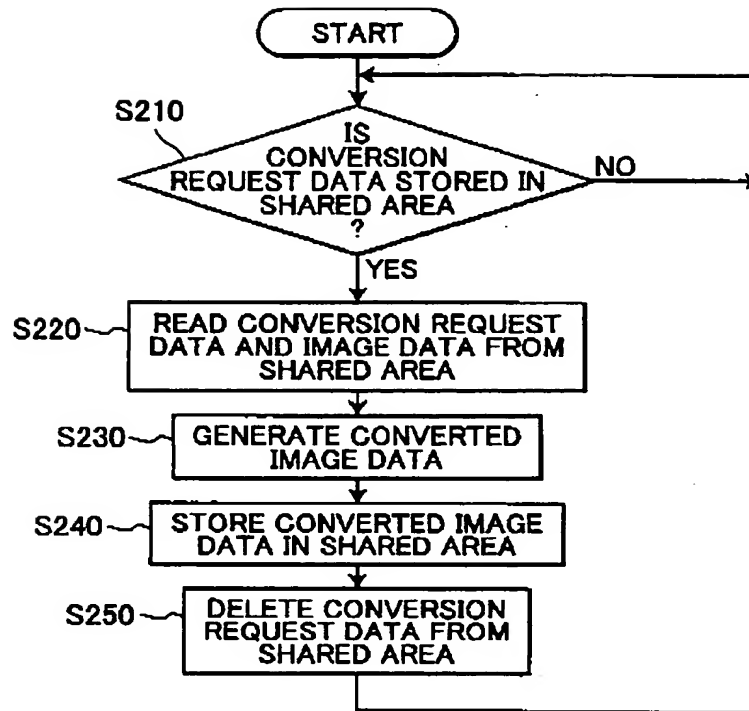 START
S210
IS
CONVERSION
REQUEST DATA STORED IN
SHARED AREA
?
NO
YES
S220
READ CONVERSION REQUEST
DATA AND IMAGE DATA FROM
SHARED AREA
S230
GENERATE CONVERTED
IMAGE DATA
S240
STORE CONVERTED IMAGE
DATA IN SHARED AREA
S250
DELETE CONVERSION
REQUEST DATA FROM
SHARED AREA